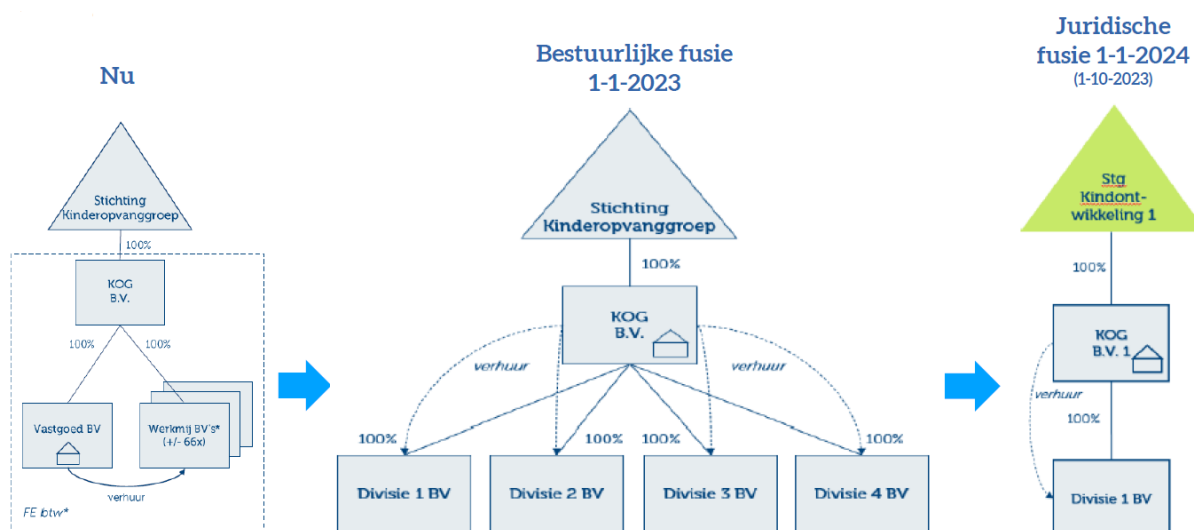 Nu
Stichting
Kinderopvanggroep
100%
KOG
B.V.
100%
100%
Vastgoed BV
Werkmij BV's*
(+/- 66x)
verhuur
FE btw*
Bestuurlijke fusie
1-1-2023
Stichting
Kinderopvanggroep
100%
KOG
B.V.
verhuur
verhuur
100%
100%
100%
100%
Divisie 1 BV
Divisie 2 BV
Divisie 3 BV
Divisie 4 BV
Juridische
fusie 1-1-2024
(1-10-2023)
Stg
Kindont-
wikkeling 1
100%
KOG
B.V. 1
verhuur
100%
Divisie 1 BV